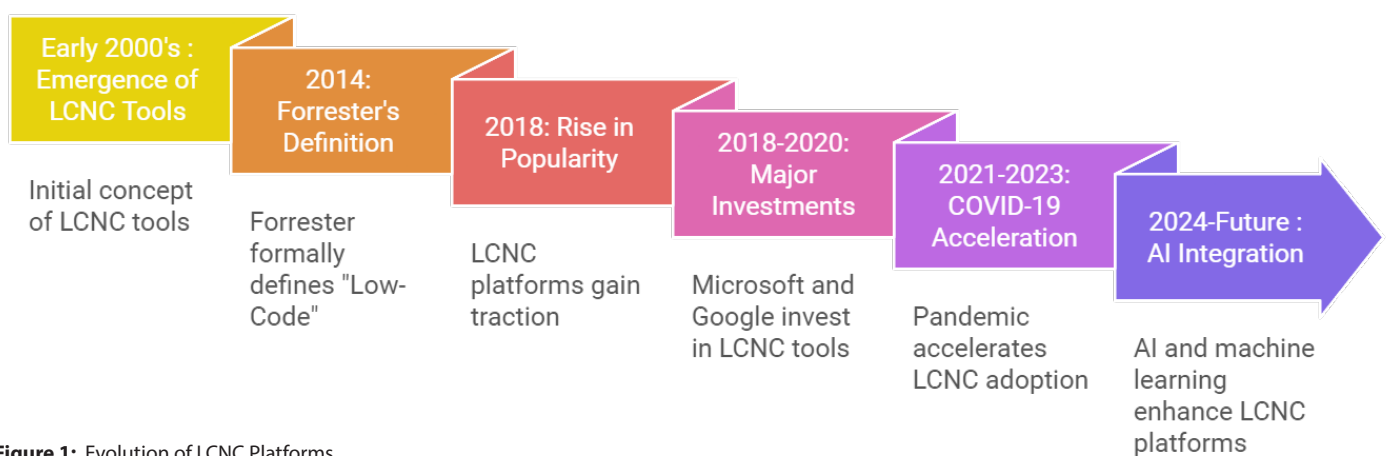 Early 2000's :
Emergence of
LCNC Tools
Initial concept
of LCNC tools
2014:
Forrester's
Definition
Forrester
formally
defines "Low-
Code"
2018: Rise in
Popularity
LCNC
platforms gain
traction
2018-2020:
Major
Investments
Microsoft and
Google invest
in LCNC tools
2021-2023:
COVID-19
Acceleration
Pandemic
accelerates
LCNC adoption
2024-Future :
AI Integration
AI and machine
learning
enhance LCNC
platforms
Figure 1: Evolution of LCNC Platforms